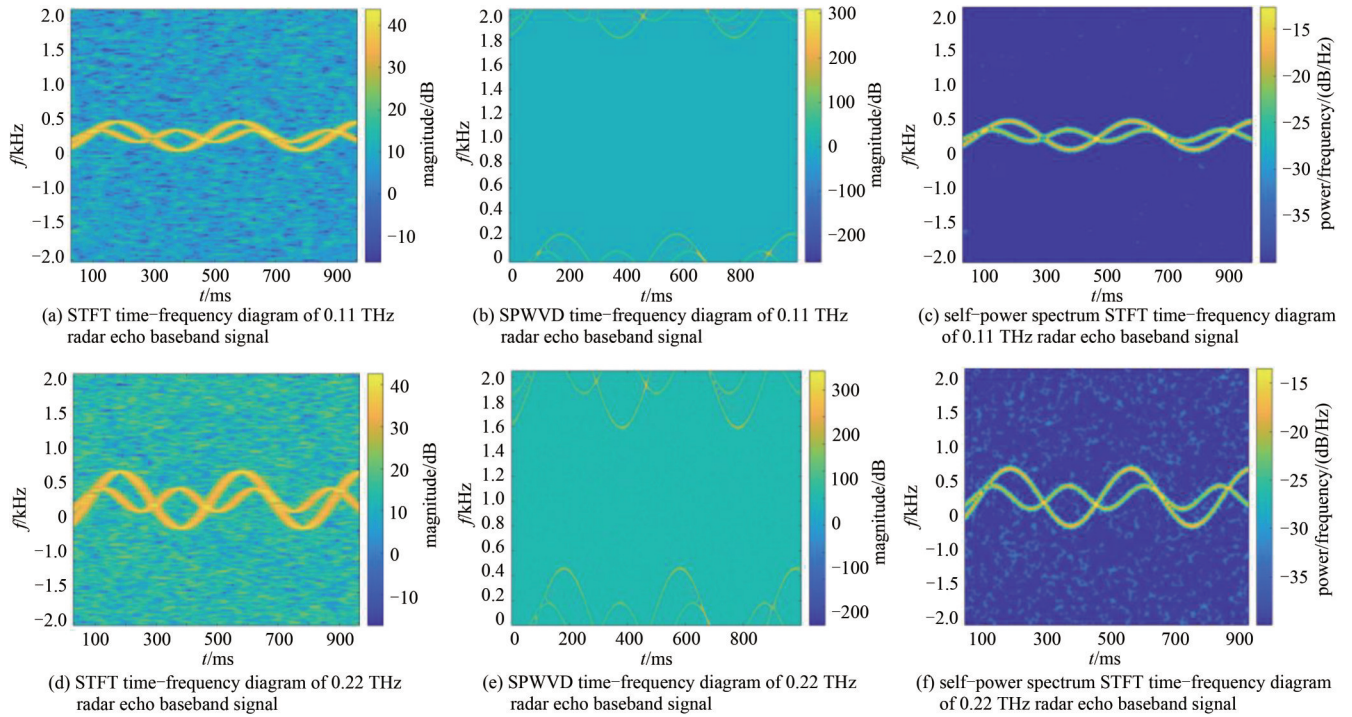 2.0
1.5
1.0
0.5
0
−1.0
−1.5
−2.0
f/kHz
100 300 500 700 900
t/ms
40
30
20
10
0
−10
magnitude/dB
(a) STFT time−frequency diagram of 0.11 THz
radar echo baseband signal
2.0
1.8
1.6
1.4
1.2
1.0
0.8
0.6
0.4
0.2
0
f/kHz
0 200 400 600 800
t/ms
300
200
100
0
−100
−200
magnitude/dB
(b) SPWVD time−frequency diagram of 0.11 THz
radar echo baseband signal
2.0
1.5
1.0
0.5
0
−1.0
−1.5
−2.0
f/kHz
100 300 500 700 900
t/ms
−15
−20
−25
−30
−35
power/frequency/(dB/Hz)
(c) self−power spectrum STFT time−frequency diagram
of 0.11 THz radar echo baseband signal
2.0
1.5
1.0
0.5
0
−1.0
−1.5
−2.0
f/kHz
100 300 500 700 900
t/ms
40
30
20
10
0
−10
magnitude/dB
(d) STFT time−frequency diagram of 0.22 THz
radar echo baseband signal
2.0
1.8
1.6
1.4
1.2
1.0
0.8
0.6
0.4
0.2
0
f/kHz
0 200 400 600 800
t/ms
300
200
100
0
−100
−200
magnitude/dB
(e) SPWVD time−frequency diagram of 0.22 THz
radar echo baseband signal
2.0
1.5
1.0
0.5
0
−1.0
−1.5
−2.0
f/kHz
100 300 500 700 900
t/ms
−15
−20
−25
−30
−35
power/frequency/(dB/Hz)
(f) self−power spectrum STFT time−frequency diagram
of 0.22 THz radar echo baseband signal